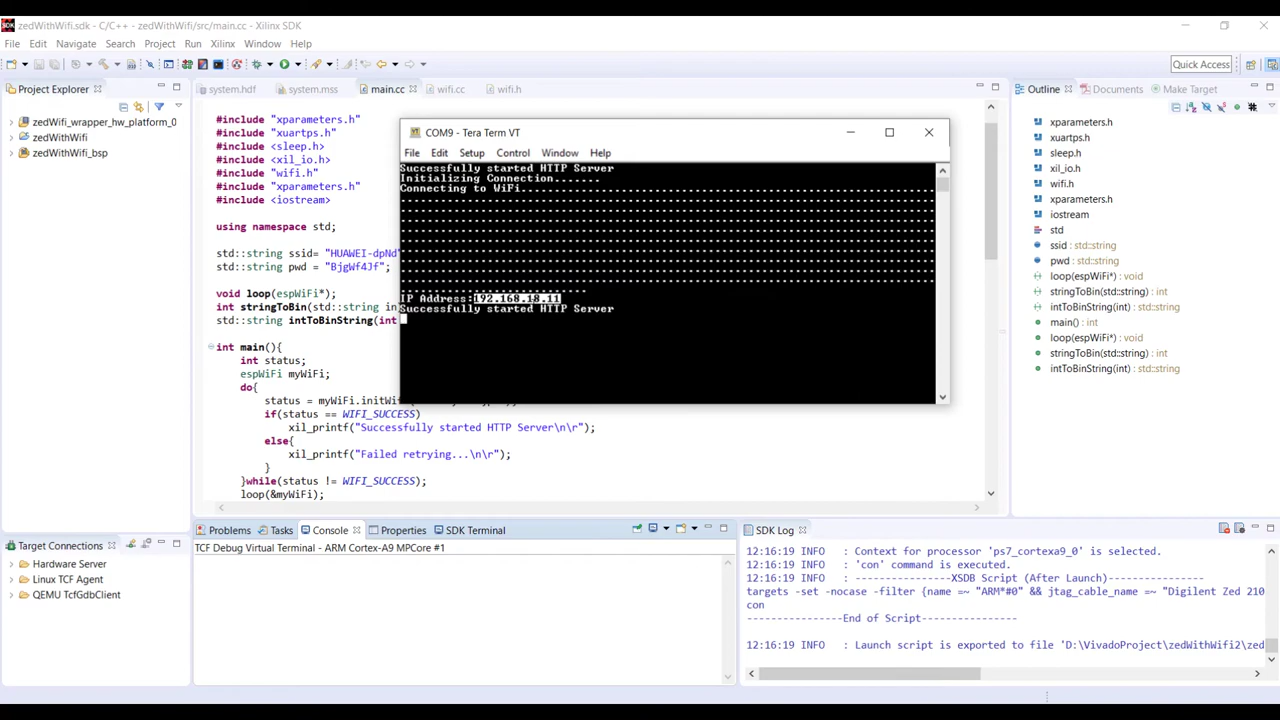 SDK zedWithWifi.sdk - C/C++ - zedWithWifi/src/main.cc - Xilinx SDK
File Edit Navigate Search Project Run Xilinx Window Help
Quick Access
Project Explorer
zedWifi_wrapper_hw_platform_0
zedWithWifi
zedWithWifi_bsp
system.hdf system.mss main.cc wifi.cc wifi.h
#include "xparameters.h"
#include "xuartps.h"
#include <sleep.h>
#include <xil_io.h>
#include "wifi.h"
#include "xparameters.h"
#include <iostream>
using namespace std;
std::string ssid= "HUAWEI-dpNd"
std::string pwd = "BjgWf4Jf";
void loop(espWiFi*);
int stringToBin(std::string in
std::string intToBinString(int
int main(){
int status;
espWiFi myWiFi;
do{
status = myWiFi.initWi
if(status == WIFI_SUCCESS)
xil_printf("Successfully started HTTP Server\n\r");
else{
xil_printf("Failed retrying...\n\r");
}
}while(status != WIFI_SUCCESS);
loop(&myWiFi);
COM9 - Tera Term VT
File Edit Setup Control Window Help
Successfully started HTTP Server
Initializing Connection.......
Connecting to WiFi
IP Address:192.168.18.11
Successfully started HTTP Server
Outline Documents Make Target
xparameters.h
xuartps.h
sleep.h
xil_io.h
wifi.h
xparameters.h
iostream
std
ssid : std::string
pwd : std::string
loop(espWiFi*) : void
stringToBin(std::string) : int
intToBinString(int) : std::string
main() : int
loop(espWiFi*) : void
stringToBin(std::string) : int
intToBinString(int) : std::string
Target Connections
Hardware Server
Linux TCF Agent
QEMU TcfGdbClient
Problems Tasks Console Properties SDK Terminal
TCF Debug Virtual Terminal - ARM Cortex-A9 MPCore #1
SDK Log
12:16:19 INFO : Context for processor 'ps7_cortexa9_0' is selected.
12:16:19 INFO : 'con' command is executed.
12:16:19 INFO : ----------------XSDB Script (After Launch)----------------
targets -set -nocase -filter {name =~ "ARM*#0" && jtag_cable_name =~ "Digilent Zed 210
con
----------------End of Script----------------
12:16:19 INFO : Launch script is exported to file 'D:\VivadoProject\zedWithWifi2\zed